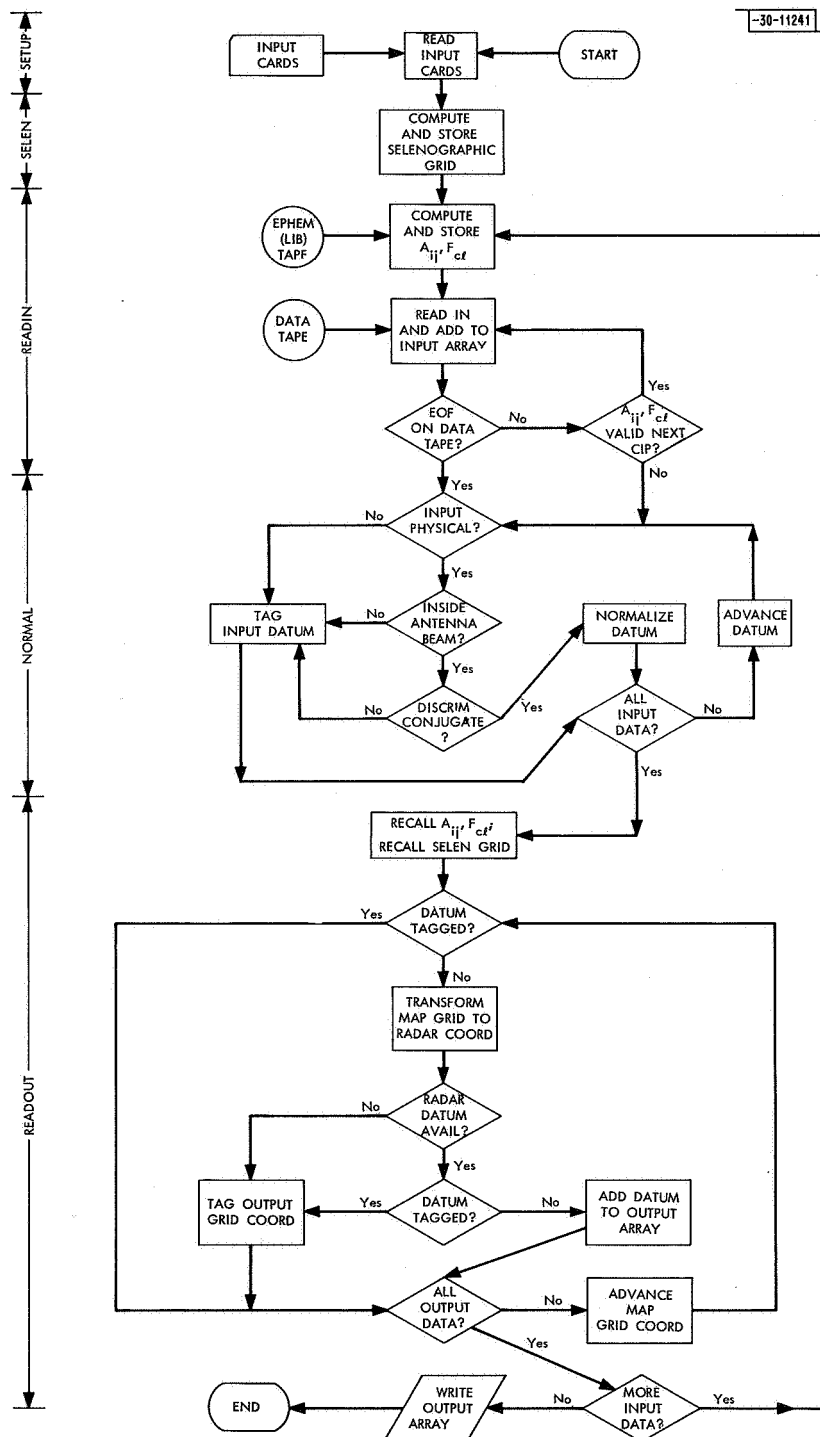 -30-11241
SETUP
INPUT
CARDS
READ
INPUT
CARDS
START
SELEN
COMPUTE
AND STORE
SELENOGRAPHIC
GRID
READIN
EPHEM
(LIB)
TAPF
COMPUTE
AND STORE
Aij, Fcℓ
DATA
TAPE
READ IN
AND ADD TO
INPUT ARRAY
Yes
EOF
ON DATA
TAPE?
No
Aij, Fcℓ
VALID NEXT
CIP?
Yes
No
NORMAL
INPUT
PHYSICAL?
No
Yes
TAG
INPUT DATUM
No
INSIDE
ANTENNA
BEAM?
NORMALIZE
DATUM
ADVANCE
DATUM
Yes
No
DISCRIM
CONJUGATE
?
Yes
ALL
INPUT
DATA?
No
Yes
READOUT
RECALL Aij, Fcℓ;
RECALL SELEN GRID
Yes
DATUM
TAGGED?
No
TRANSFORM
MAP GRID TO
RADAR COORD
No
RADAR
DATUM
AVAIL?
Yes
TAG OUTPUT
GRID COORD
Yes
DATUM
TAGGED?
No
ADD DATUM
TO OUTPUT
ARRAY
ALL
OUTPUT
DATA?
No
ADVANCE
MAP
GRID COORD
Yes
END
WRITE
OUTPUT
ARRAY
No
MORE
INPUT
DATA?
Yes